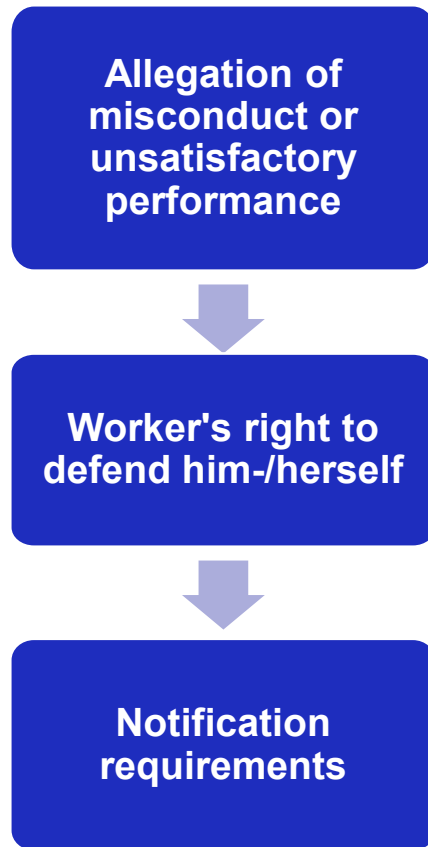 Allegation of
misconduct or
unsatisfactory
performance
Worker's right to
defend him-/herself
Notification
requirements